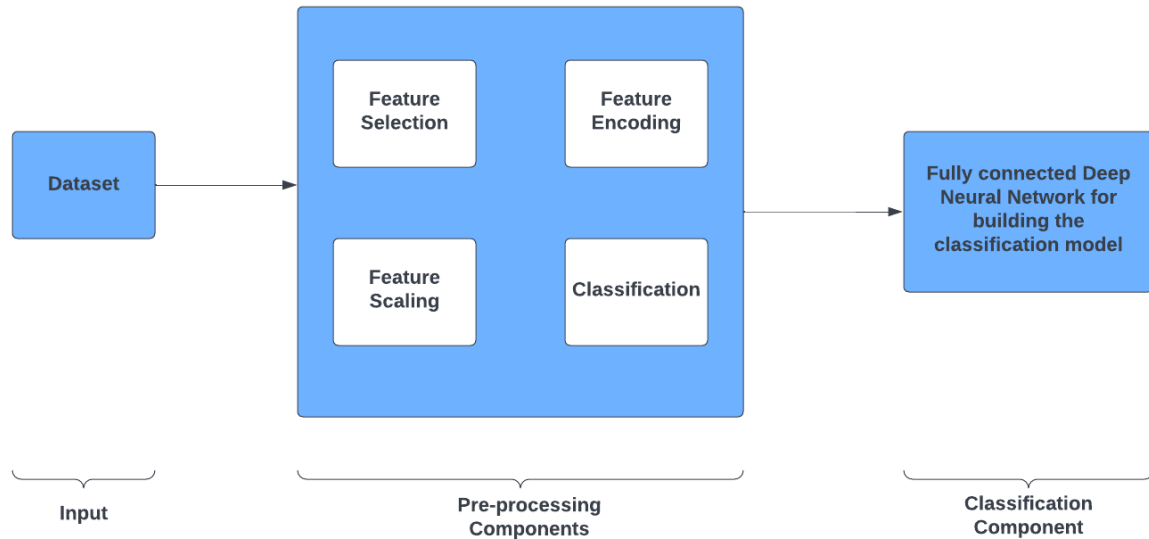 Dataset
Feature
Selection
Feature
Encoding
Feature
Scaling
Classification
Fully connected Deep
Neural Network for
building the
classification model
Input
Pre-processing
Components
Classification
Component